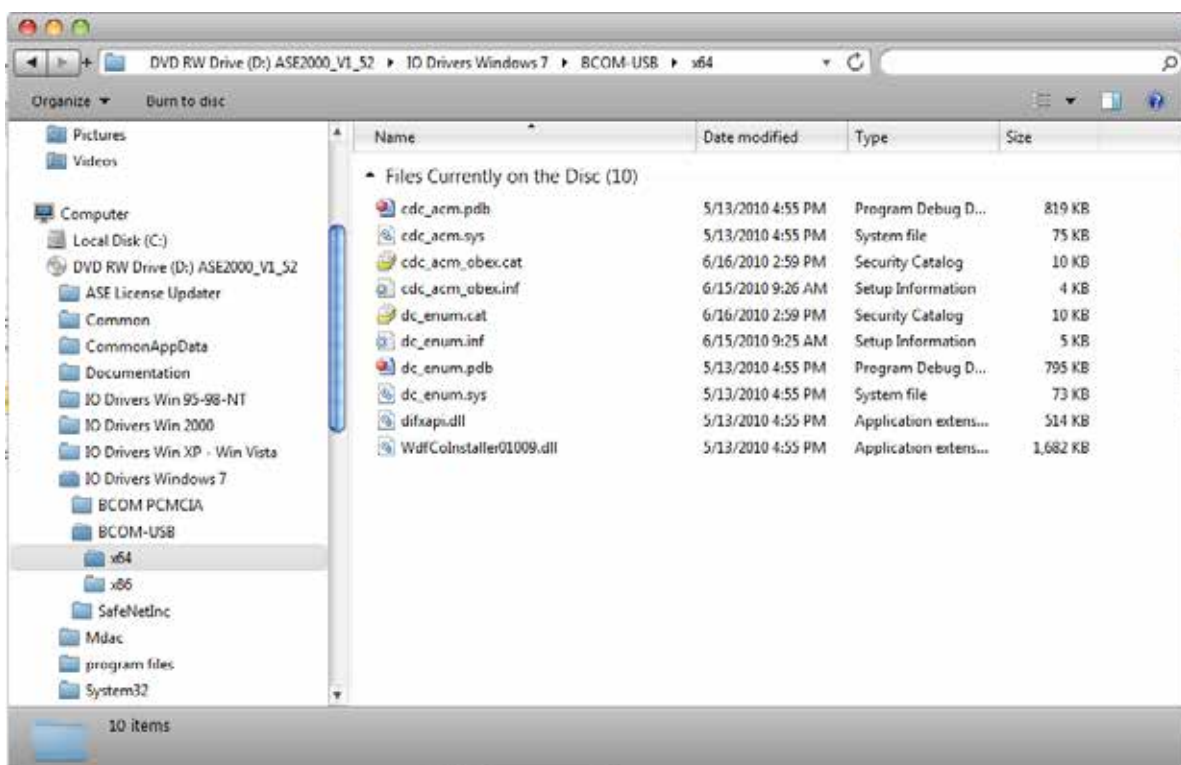 DVD RW Drive (D:) ASE2000_V1_52 ▸ IO Drivers Windows 7 ▸ BCOM-USB ▸ x64
Organize Burn to disc
Pictures
Videos
Computer
Local Disk (C:)
DVD RW Drive (D:) ASE2000_V1_52
ASE License Updater
Common
CommonAppData
Documentation
IO Drivers Win 95-98-NT
IO Drivers Win 2000
IO Drivers Win XP - Win Vista
IO Drivers Windows 7
BCOM PCMCIA
BCOM-USB
x64
x86
SafeNetInc
Mdac
program files
System32
Name Date modified Type Size
Files Currently on the Disc (10)
cdc_acm.pdb 5/13/2010 4:55 PM Program Debug D... 819 KB
cdc_acm.sys 5/13/2010 4:55 PM System file 75 KB
cdc_acm_obex.cat 6/16/2010 2:59 PM Security Catalog 10 KB
cdc_acm_obex.inf 6/15/2010 9:26 AM Setup Information 4 KB
dc_enum.cat 6/16/2010 2:59 PM Security Catalog 10 KB
dc_enum.inf 6/15/2010 9:25 AM Setup Information 5 KB
dc_enum.pdb 5/13/2010 4:55 PM Program Debug D... 795 KB
dc_enum.sys 5/13/2010 4:55 PM System file 73 KB
difxapi.dll 5/13/2010 4:55 PM Application extens... 514 KB
WdfCoInstaller01009.dll 5/13/2010 4:55 PM Application extens... 1,682 KB
10 items